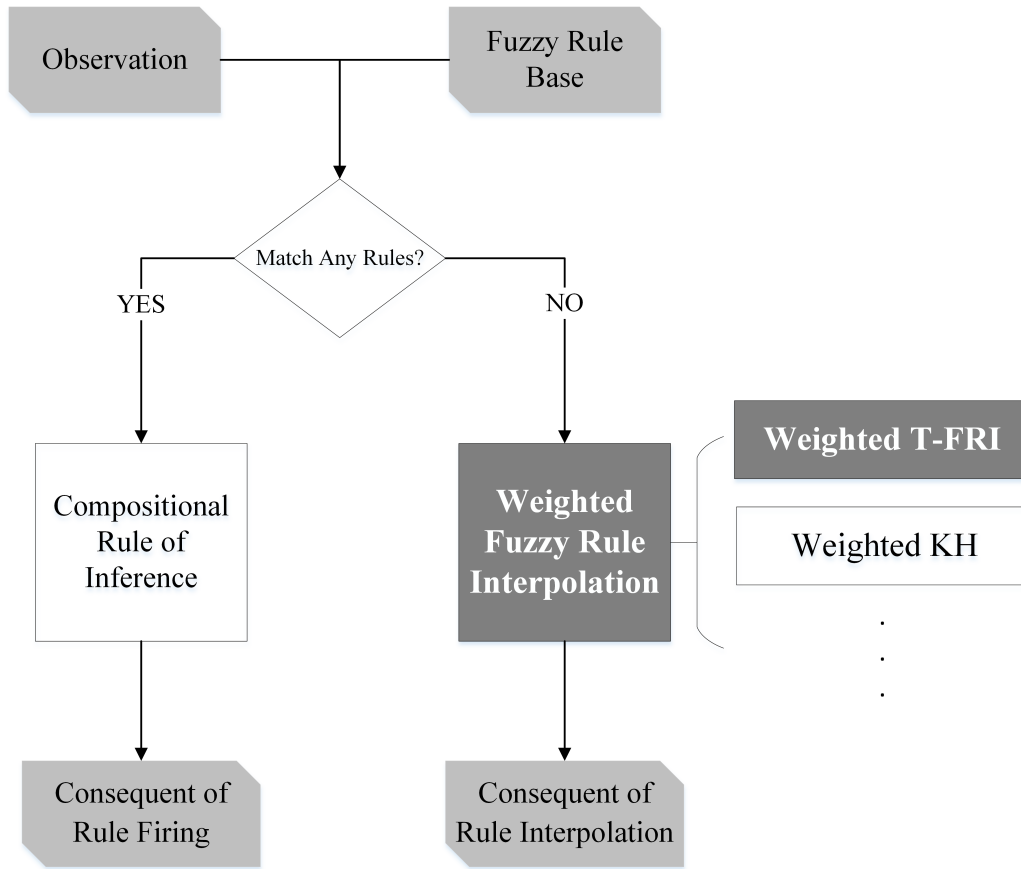 Observation
Fuzzy Rule
Base
Match Any Rules?
YES
NO
Compositional
Rule of
Inference
Weighted
Fuzzy Rule
Interpolation
Weighted T-FRI
Weighted KH
.
.
.
Consequent of
Rule Firing
Consequent of
Rule Interpolation